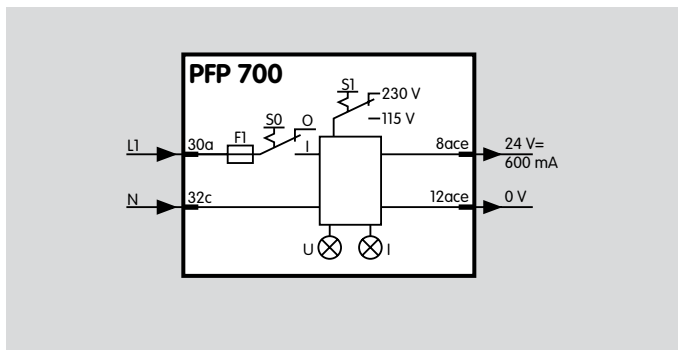 PFP 700
S1
230 V
115 V
S0
O
F1
I
L1
30a
8ace
24 V=
600 mA
N
32c
12ace
0 V
U
I